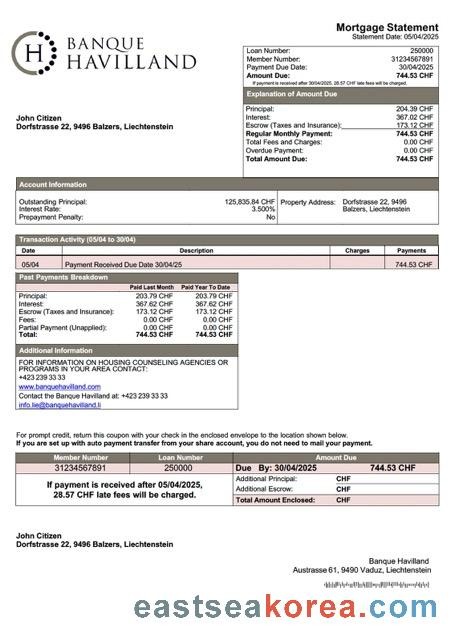 Mortgage Statement
Statement Date: 05/04/2025
H BANQUE
HAVILLAND
Loan Number: 250000
Member Number: 31234567891
Payment Due Date: 30/04/2025
Amount Due: 744.53 CHF
If payment is received after 30/04/2025, 28.57 CHF late fees will be charged.
John Citizen
Dorfstrasse 22, 9496 Balzers, Liechtenstein
Explanation of Amount Due
Principal: 204.39 CHF
Interest: 367.02 CHF
Escrow (Taxes and Insurance): 173.12 CHF
Regular Monthly Payment: 744.53 CHF
Total Fees and Charges: 0.00 CHF
Overdue Payment: 0.00 CHF
Total Amount Due: 744.53 CHF
Account Information
Outstanding Principal: 125,835.84 CHF Property Address: Dorfstrasse 22, 9496
Interest Rate: 3.500% Balzers, Liechtenstein
Prepayment Penalty: No
Transaction Activity (05/04 to 30/04)
Date Description Charges Payments
05/04 Payment Received Due Date 30/04/25 744.53 CHF
Past Payments Breakdown
Paid Last Month Paid Year To Date
Principal: 203.79 CHF 203.79 CHF
Interest: 367.62 CHF 367.62 CHF
Escrow (Taxes and Insurance): 173.12 CHF 173.12 CHF
Fees: 0.00 CHF 0.00 CHF
Partial Payment (Unapplied): 0.00 CHF 0.00 CHF
Total: 744.53 CHF 744.53 CHF
Additional Information
FOR INFORMATION ON HOUSING COUNSELING AGENCIES OR
PROGRAMS IN YOUR AREA CONTACT:
+423 239 33 33
www.banquehavilland.com
Contact the Banque Havilland at: +423 239 33 33
info.lie@banquehavilland.li
For prompt credit, return this coupon with your check in the enclosed envelope to the location shown below.
If you are set up with auto payment transfer from your share account, you do not need to mail your payment.
Member Number Loan Number Amount Due
31234567891 250000 Due By: 30/04/2025 744.53 CHF
If payment is received after 05/04/2025,
28.57 CHF late fees will be charged.
Additional Principal: CHF
Additional Escrow: CHF
Total Amount Enclosed: CHF
John Citizen
Dorfstrasse 22, 9496 Balzers, Liechtenstein
Banque Havilland
Austrasse 61, 9490 Vaduz, Liechtenstein
eastseakorea.com